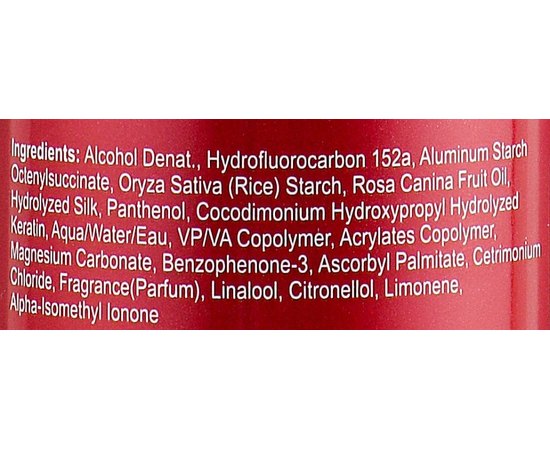 Ingredients: Alcohol Denat., Hydrofluorocarbon 152a, Aluminum Starch
Octenylsuccinate, Oryza Sativa (Rice) Starch, Rosa Canina Fruit Oil,
Hydrolyzed Silk, Panthenol, Cocodimonium Hydroxypropyl Hydrolyzed
Keratin, Aqua/Water/Eau, VP/VA Copolymer, Acrylates Copolymer,
Magnesium Carbonate, Benzophenone-3, Ascorbyl Palmitate, Cetrimonium
Chloride, Fragrance(Parfum), Linalool, Citronellol, Limonene,
Alpha-Isomethyl Ionone